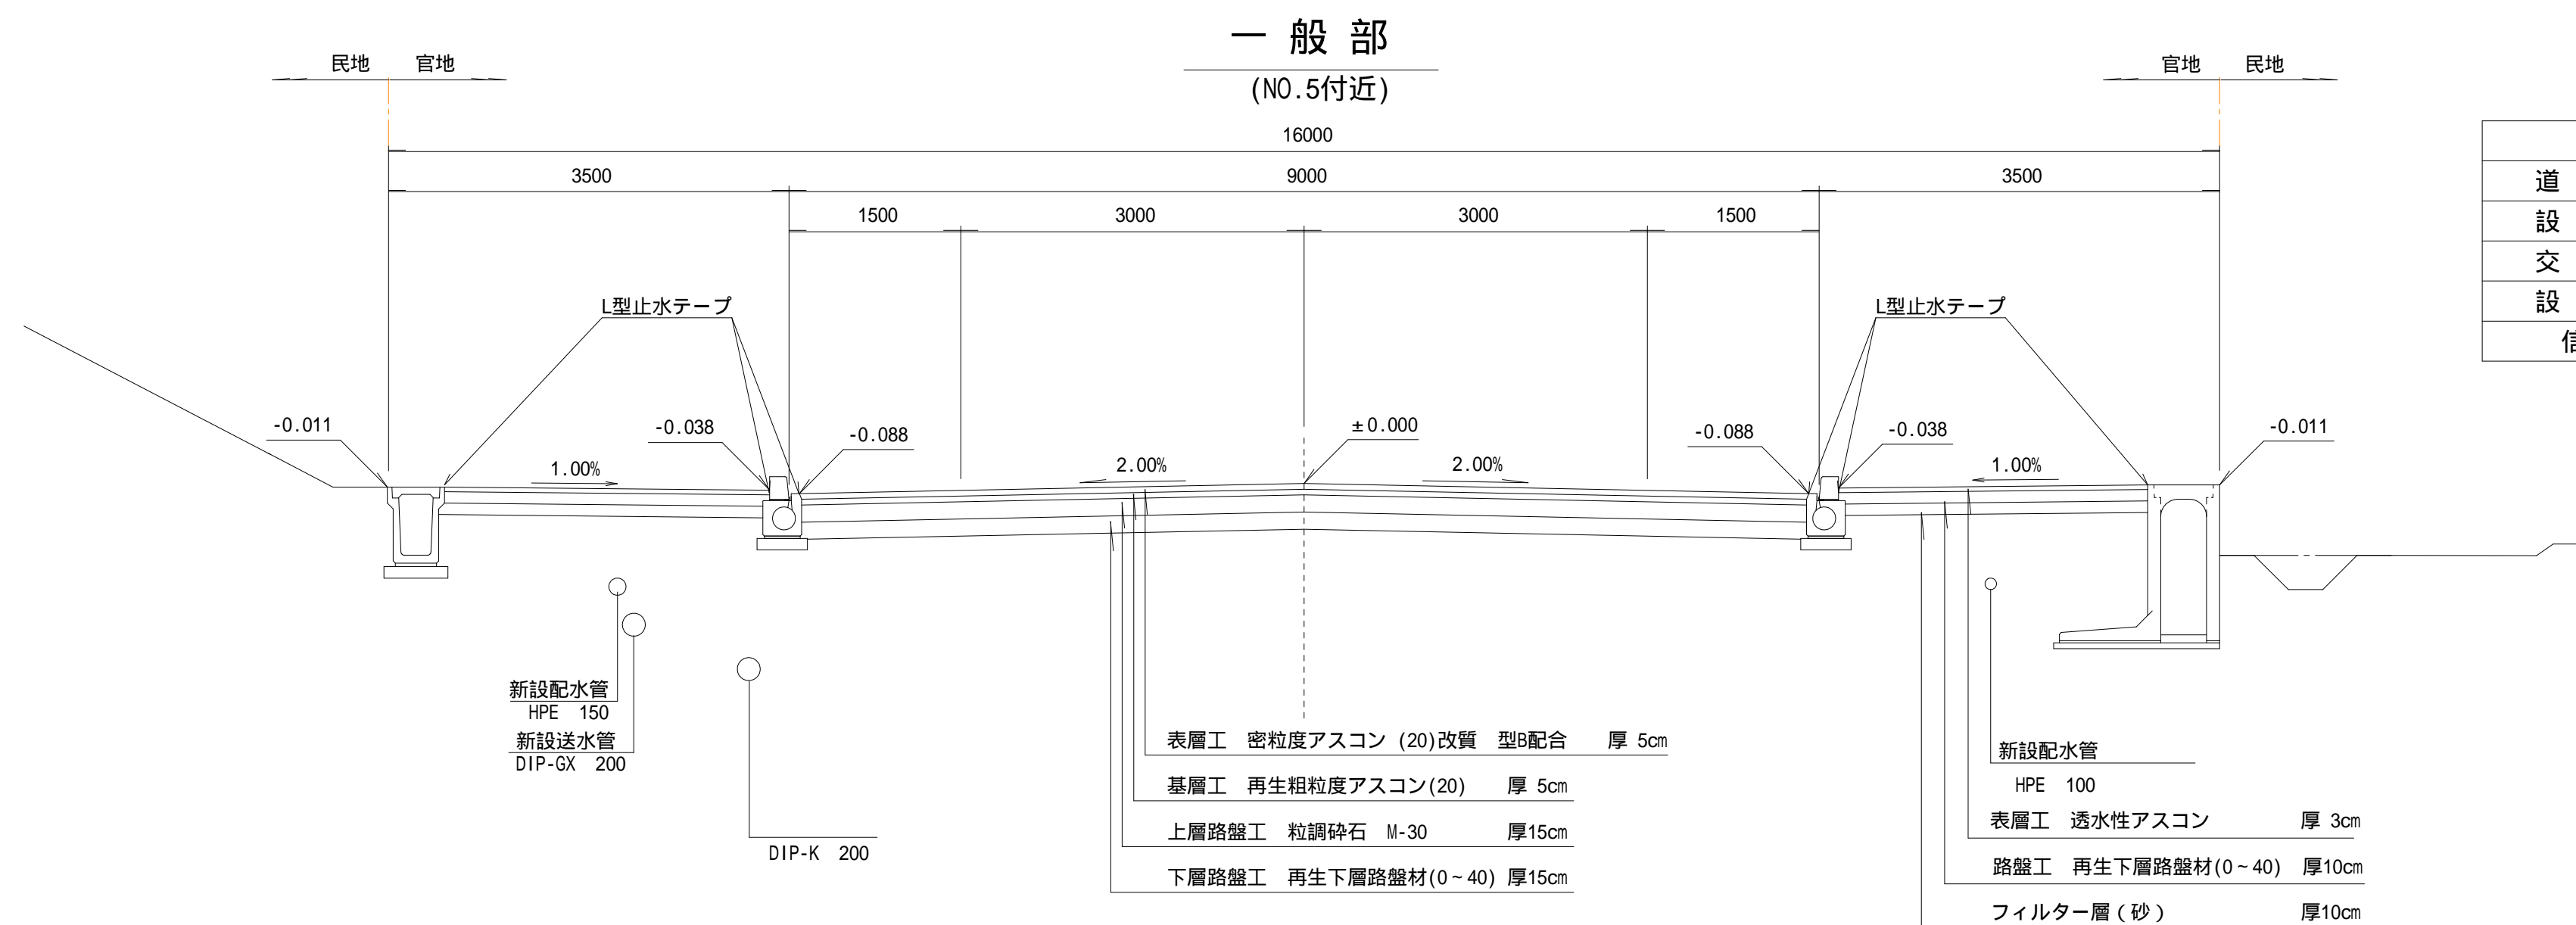 一 般 部
(NO.5付近)
民地 官地
官地 民地
16000
3500 9000 3500
1500 3000 3000 1500
道
設
交
設
L型止水テープ
L型止水テープ
-0.011 -0.038 -0.088 ±0.000 -0.088 -0.038 -0.011
1.00% 2.00% 2.00% 1.00%
新設配水管
HPE 150
新設送水管
DIP-GX 200
DIP-K 200
表層工 密粒度アスコン (20)改質 型B配合 厚 5cm
基層工 再生粗粒度アスコン(20) 厚 5cm
上層路盤工 粒調砕石 M-30 厚15cm
下層路盤工 再生下層路盤材(0~40) 厚15cm
新設配水管
HPE 100
表層工 透水性アスコン 厚 3cm
路盤工 再生下層路盤材(0~40) 厚10cm
フィルター層(砂) 厚10cm